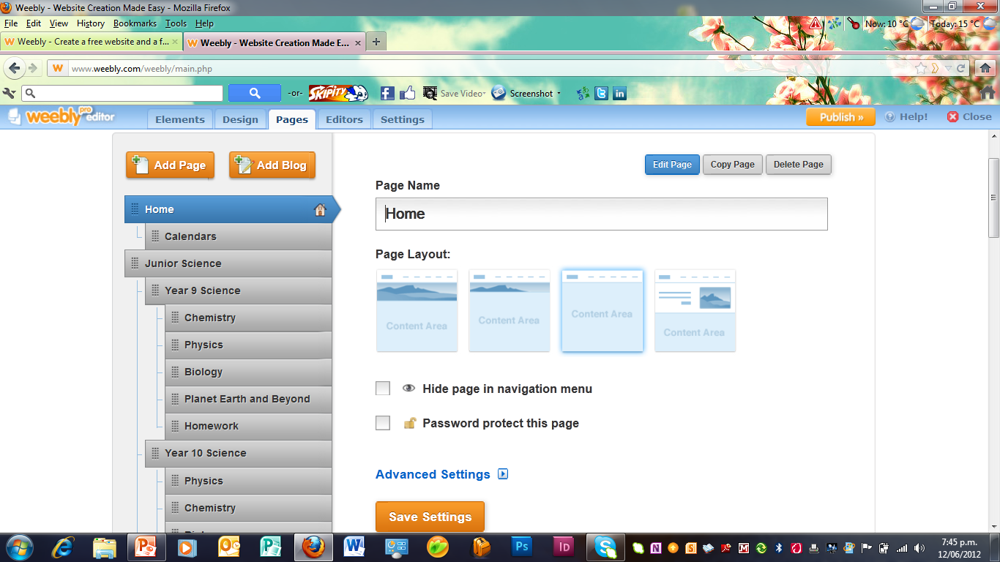 Weebly - Website Creation Made Easy - Mozilla Firefox
File Edit View History Bookmarks Tools Help
Now: 10 °C Today: 15 °C
Weebly - Create a free website and a f...
Weebly - Website Creation Made E...
www.weebly.com/weebly/main.php
-or- SKIPITY Save Video Screenshot
weebly pro editor
Elements Design Pages Editors Settings
Publish » Help! Close
Add Page Add Blog
Edit Page Copy Page Delete Page
Page Name
Home
Home
Calendars
Junior Science
Year 9 Science
Chemistry
Physics
Biology
Planet Earth and Beyond
Homework
Year 10 Science
Physics
Chemistry
Page Layout:
Content Area Content Area Content Area Content Area
Hide page in navigation menu
Password protect this page
Advanced Settings
Save Settings
7:45 p.m.
12/06/2012